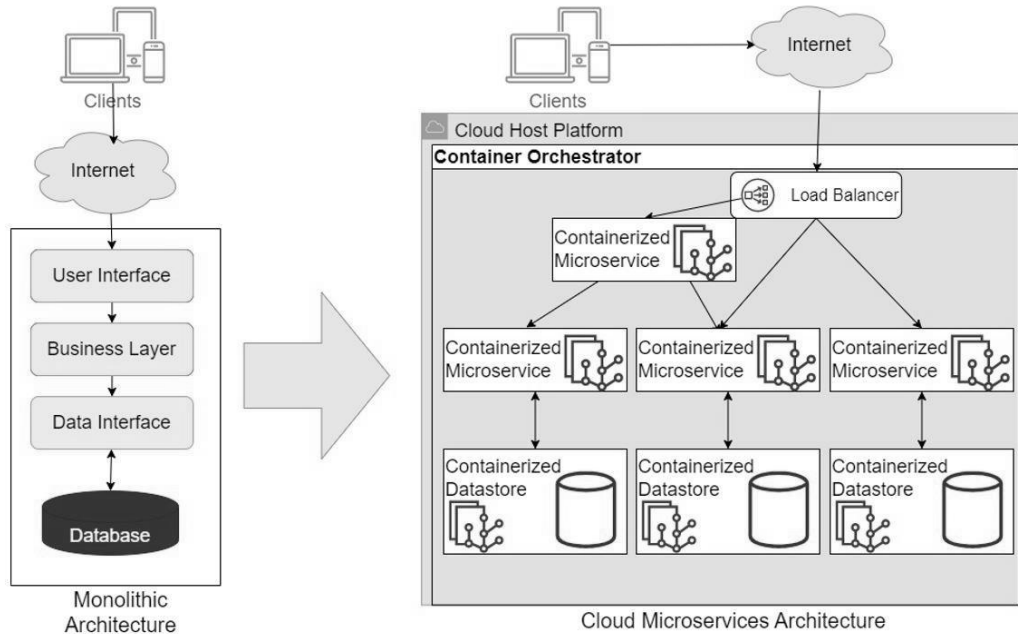 Clients
Internet
User Interface
Business Layer
Data Interface
Database
Monolithic
Architecture
Clients
Internet
Cloud Host Platform
Container Orchestrator
Load Balancer
Containerized
Microservice
Containerized
Microservice
Containerized
Microservice
Containerized
Microservice
Containerized
Datastore
Containerized
Datastore
Containerized
Datastore
Cloud Microservices Architecture